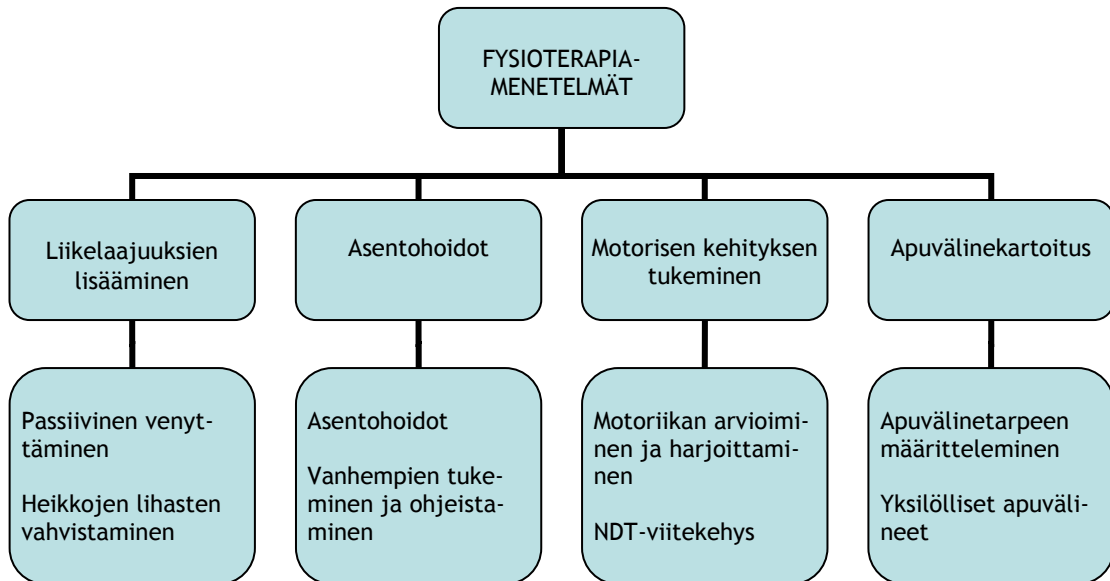 FYSIOTERAPIA-
MENETELMÄT
Liikelaajuuksien
lisääminen
Asentohoidot
Motorisen kehityksen
tukeminen
Apuvälinekartoitus
Passiivinen venyt-
täminen
Heikkojen lihasten
vahvistaminen
Asentohoidot
Vanhempien tuke-
minen ja ohjeista-
minen
Motoriikan arvioimi-
nen ja harjoittami-
nen
NDT-viitekehys
Apuvälinetarpeen
määritteleminen
Yksilölliset apuväli-
neet